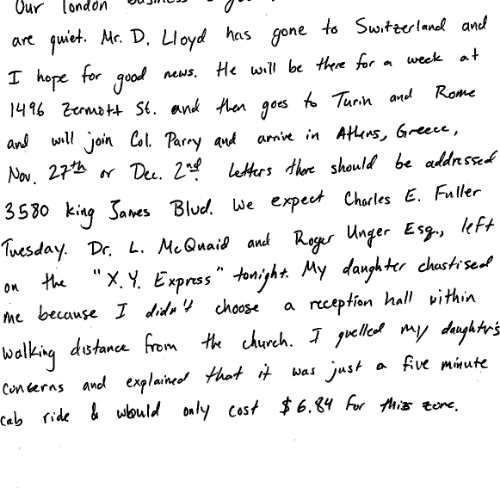 Our london business
are quiet. Mr. D. Lloyd has gone to Switzerland and
I hope for good news. He will be there for a week at
1496 Zermott St. and then goes to Turin and Rome
and will join Col. Parry and arrive in Athens, Greece,
Nov. 27th or Dec. 2nd. Letters there should be addressed
3580 King James Blvd. We expect Charles E. Fuller
Tuesday. Dr. L. McQuaid and Roger Unger Esq., left
on the "X.Y. Express" tonight. My daughter chastised
me because I didn't choose a reception hall within
walking distance from the church. I quelled my daughter's
concerns and explained that it was just a five minute
cab ride & would only cost $6.84 for this zone.